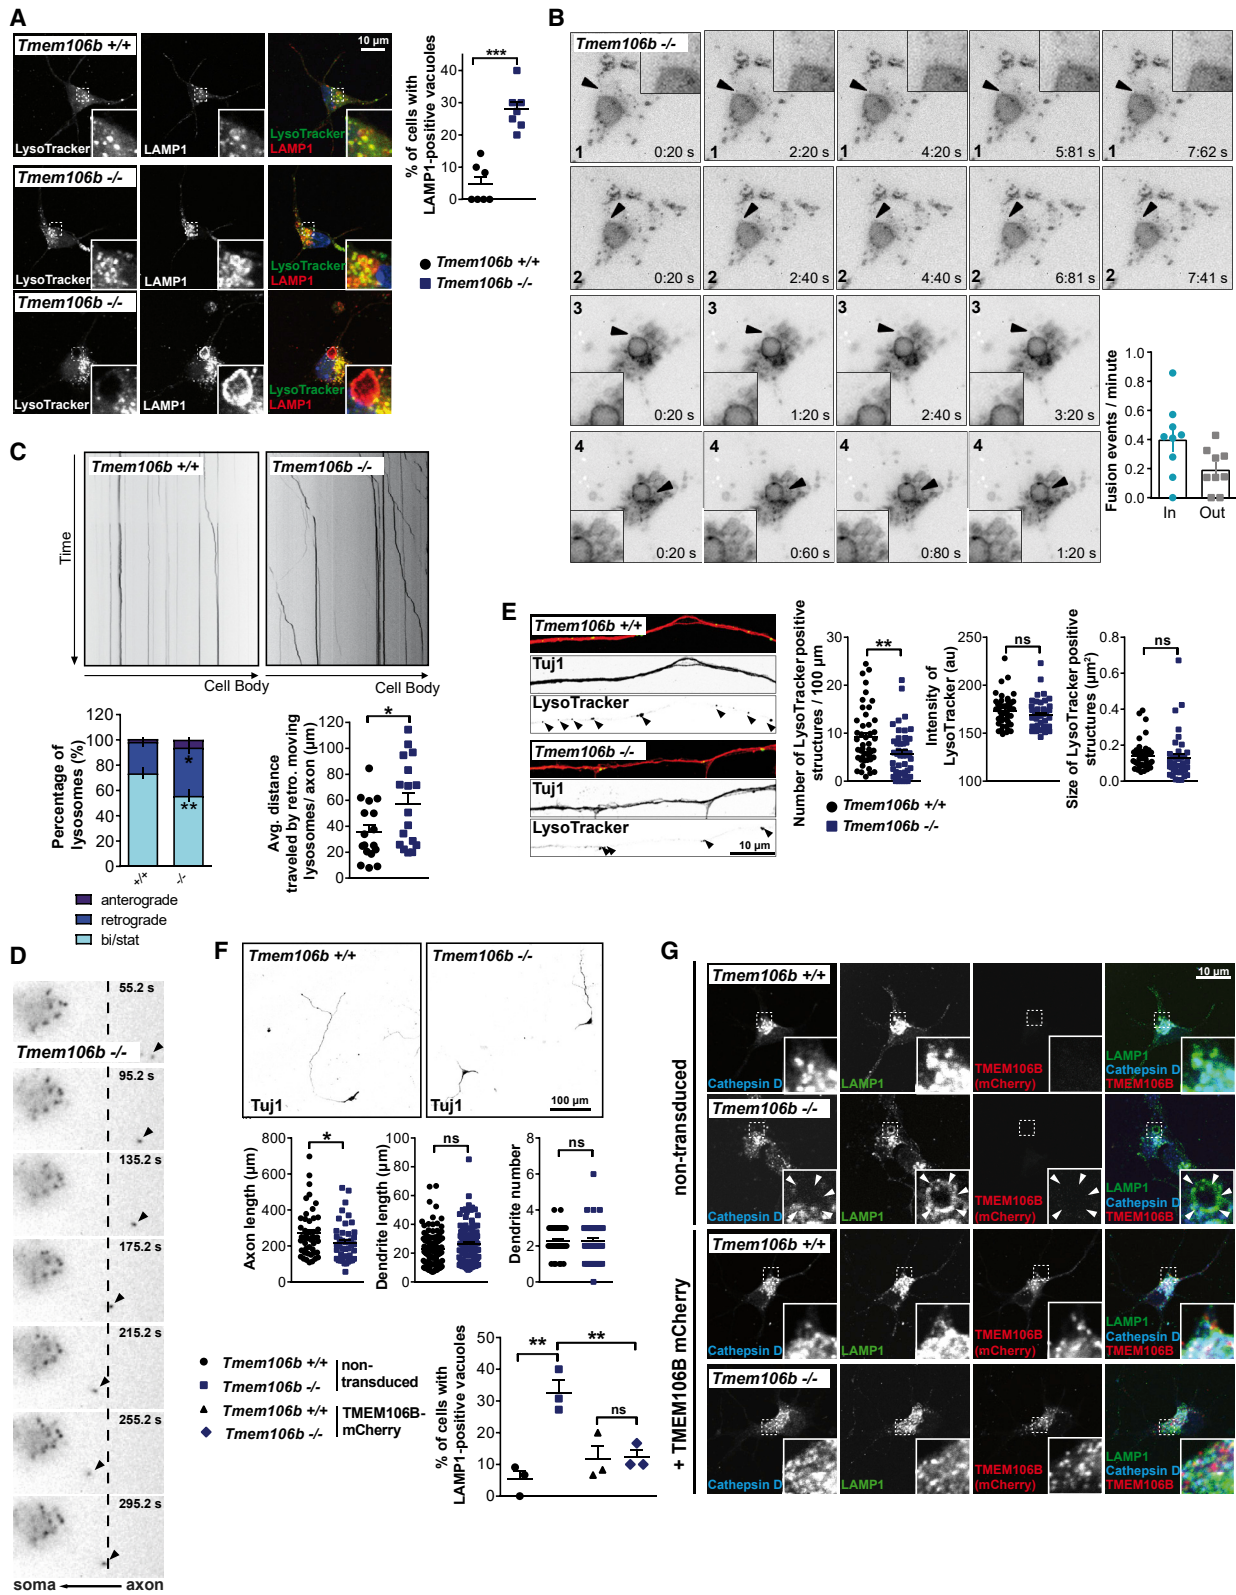 A
Tmem106b +/+
10 µm
LysoTracker
LAMP1
LysoTracker
LAMP1
Tmem106b -/-
LysoTracker
LAMP1
LysoTracker
LAMP1
Tmem106b -/-
LysoTracker
LAMP1
LysoTracker
LAMP1
% of cells with
LAMP1-positive vacuoles
40
30
20
10
0
***
Tmem106b +/+
Tmem106b -/-
B
Tmem106b -/-
1 0:20 s
1 2:20 s
1 4:20 s
1 5:81 s
1 7:62 s
2 0:20 s
2 2:40 s
2 4:40 s
2 6:81 s
2 7:41 s
3 0:20 s
3 1:20 s
3 2:40 s
3 3:20 s
4 0:20 s
4 0:60 s
4 0:80 s
4 1:20 s
Fusion events / minute
1.0
0.8
0.6
0.4
0.2
0.0
In Out
C
Time
Tmem106b +/+
Tmem106b -/-
Cell Body
Cell Body
Percentage of
lysosomes (%)
120
100
80
60
40
20
0
*
**
+/+
-/-
anterograde
retrograde
bi/stat
Avg. distance
traveled by retro. moving
lysosomes/ axon (µm)
120
100
80
60
40
20
0
*
D
55.2 s
Tmem106b -/-
95.2 s
135.2 s
175.2 s
215.2 s
255.2 s
295.2 s
soma
axon
E
Tmem106b +/+
Tuj1
LysoTracker
Tmem106b -/-
Tuj1
LysoTracker
10 µm
Number of LysoTracker positive
structures / 100 µm
30
20
10
0
**
Intensity of
LysoTracker (au)
250
200
150
100
ns
Size of LysoTracker positive
structures (µm²)
0.8
0.6
0.4
0.2
0.0
ns
Tmem106b +/+
Tmem106b -/-
F
Tmem106b +/+
Tuj1
Tmem106b -/-
Tuj1
100 µm
Axon length (µm)
800
600
400
200
0
*
Dendrite length (µm)
100
80
60
40
20
0
ns
Dendrite number
8
6
4
2
0
ns
Tmem106b +/+
Tmem106b -/-
non-
transduced
Tmem106b +/+
Tmem106b -/-
TMEM106B-
mCherry
% of cells with
LAMP1-positive vacuoles
50
40
30
20
10
0
**
**
ns
G
non-transduced
+ TMEM106B mCherry
Tmem106b +/+
10 µm
Cathepsin D
LAMP1
TMEM106B
(mCherry)
LAMP1
Cathepsin D
TMEM106B
Tmem106b -/-
Cathepsin D
LAMP1
TMEM106B
(mCherry)
LAMP1
Cathepsin D
TMEM106B
Tmem106b +/+
Cathepsin D
LAMP1
TMEM106B
(mCherry)
LAMP1
Cathepsin D
TMEM106B
Tmem106b -/-
Cathepsin D
LAMP1
TMEM106B
(mCherry)
LAMP1
Cathepsin D
TMEM106B